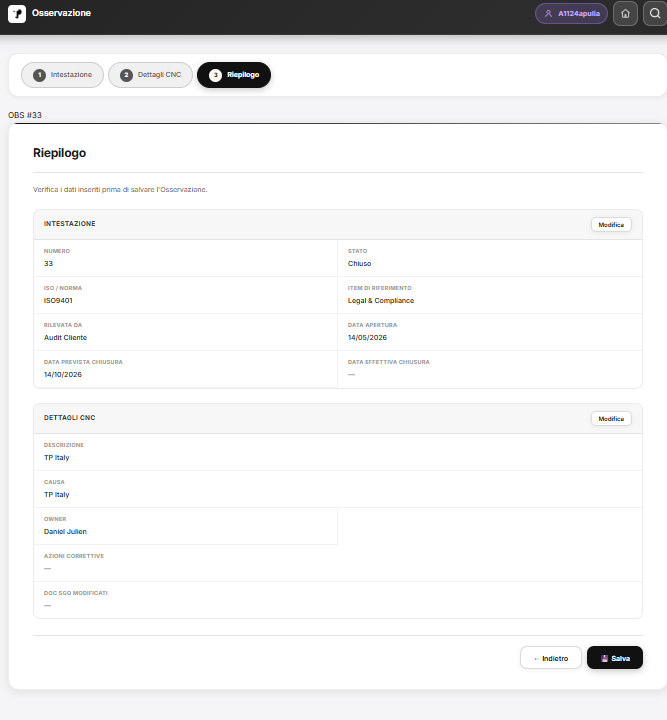 Osservazione
A1124apulia
1 Intestazione
2 Dettagli CNC
3 Riepilogo
OBS #33
Riepilogo
Verifica i dati inseriti prima di salvare l'Osservazione.
INTESTAZIONE
Modifica
NUMERO
33
STATO
Chiuso
ISO / NORMA
ISO9401
ITEM DI RIFERIMENTO
Legal & Compliance
RILEVATA DA
Audit Cliente
DATA APERTURA
14/05/2026
DATA PREVISTA CHIUSURA
14/10/2026
DATA EFFETTIVA CHIUSURA
—
DETTAGLI CNC
Modifica
DESCRIZIONE
TP Italy
CAUSA
TP Italy
OWNER
Daniel Julien
AZIONI CORRETTIVE
—
DOC SGQ MODIFICATI
—
← Indietro
💾 Salva